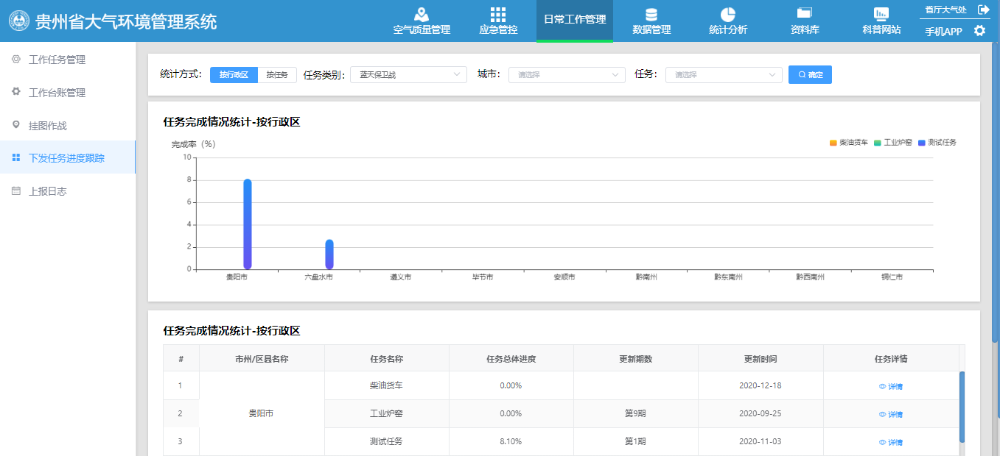 贵州省大气环境管理系统
空气质量管理
应急管控
日常工作管理
数据管理
统计分析
资料库
科普网站
省厅大气处
手机APP
工作任务管理
工作台账管理
挂图作战
下发任务进度跟踪
上报日志
统计方式: 按行政区 按任务 任务类别: 蓝天保卫战 城市: 请选择 任务: 请选择 确定
任务完成情况统计-按行政区
完成率（%）
柴油货车 工业炉窑 测试任务
10
8
6
4
2
0
贵阳市 六盘水市 遵义市 毕节市 安顺市 黔南州 黔东南州 黔西南州 铜仁市
任务完成情况统计-按行政区
# 市州/区县名称 任务名称 任务总体进度 更新期数 更新时间 任务详情
1 柴油货车 0.00% 2020-12-18 详情
2 贵阳市 工业炉窑 0.00% 第9期 2020-09-25 详情
3 测试任务 8.10% 第1期 2020-11-03 详情